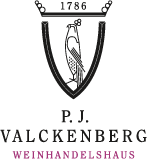 1786
P. J.
VALCKENBERG
WEINHANDELSHAUS